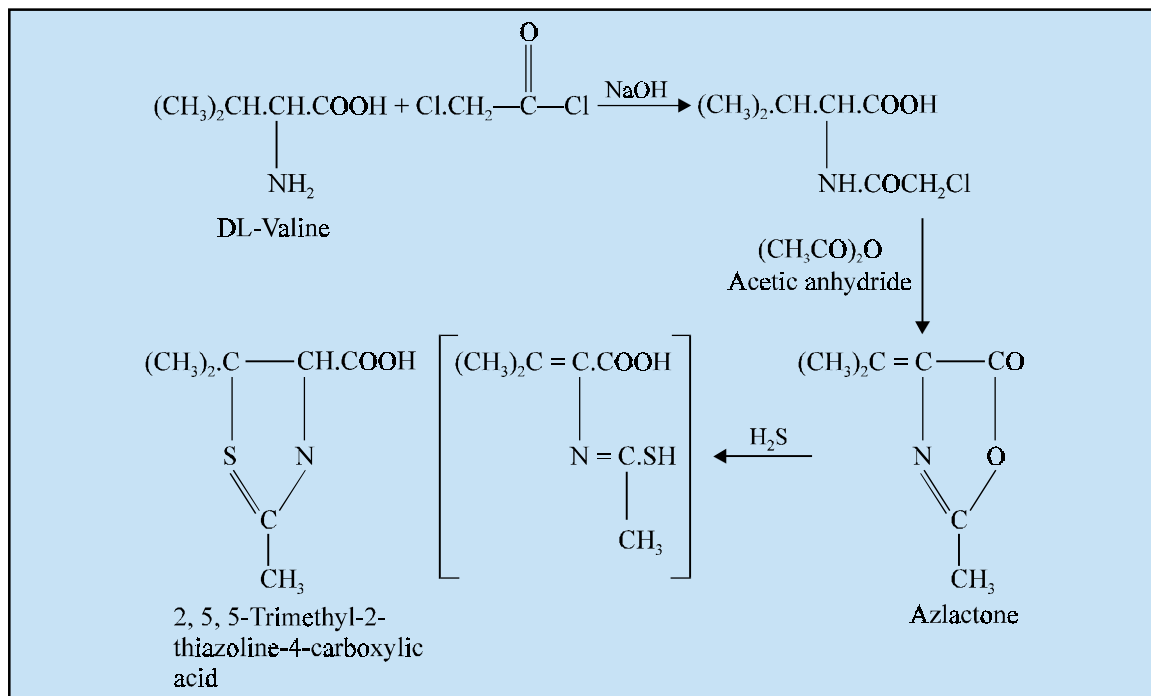 O
(CH₃)₂CH.CH.COOH + Cl.CH₂—C—Cl NaOH (CH₃)₂.CH.CH.COOH
NH₂ NH.COCH₂Cl
DL-Valine
(CH₃CO)₂O
Acetic anhydride
(CH₃)₂.C — CH.COOH (CH₃)₂C = C.COOH (CH₃)₂.C = C — CO
H₂S
S N N = C.SH N O
C CH₃ C
CH₃ CH₃
2, 5, 5-Trimethyl-2- Azlactone
thiazoline-4-carboxylic
acid